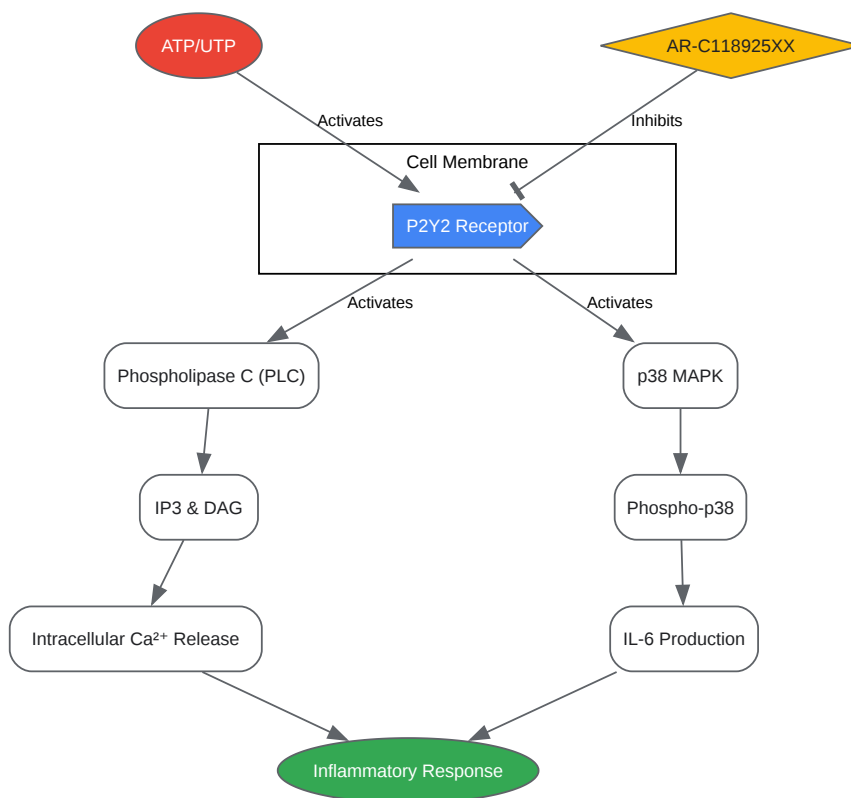 ATP/UTP
AR-C118925XX
Activates
Inhibits
Cell Membrane
P2Y2 Receptor
Activates
Activates
Phospholipase C (PLC)
p38 MAPK
IP3 & DAG
Phospho-p38
Intracellular Ca²⁺ Release
IL-6 Production
Inflammatory Response